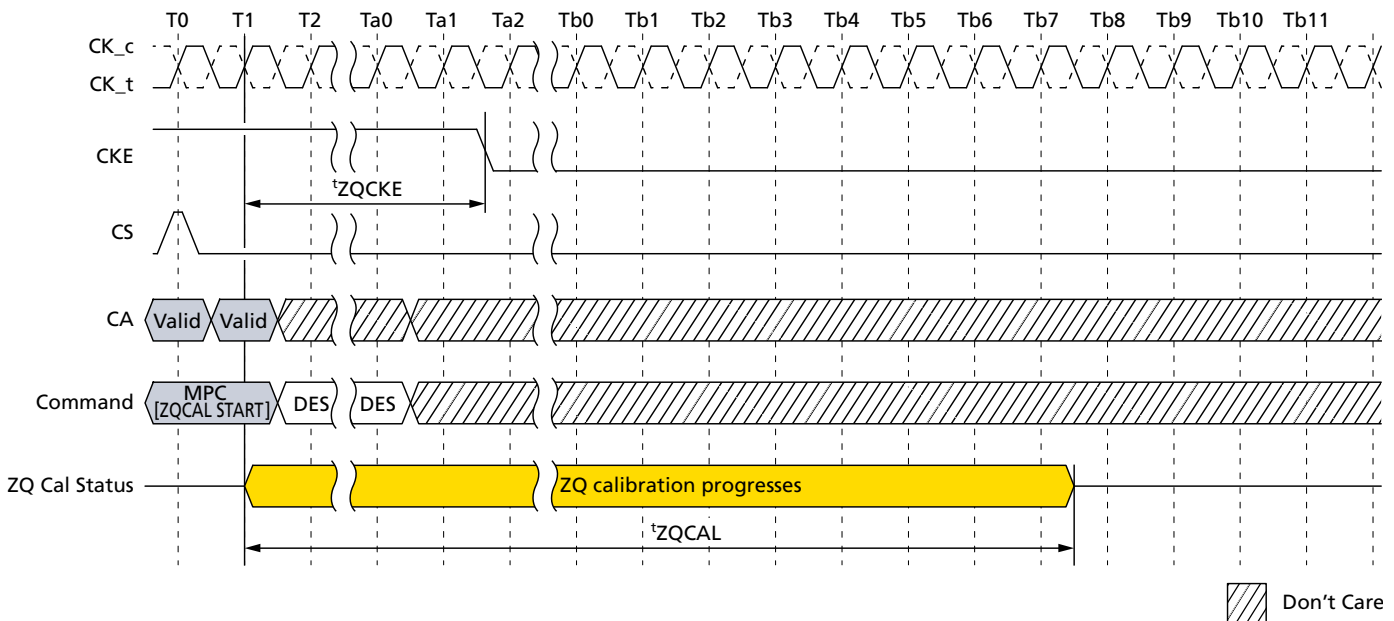 T0 T1 T2 Ta0 Ta1 Ta2 Tb0 Tb1 Tb2 Tb3 Tb4 Tb5 Tb6 Tb7 Tb8 Tb9 Tb10 Tb11
CK_c
CK_t
CKE
tZQCKE
CS
CA Valid Valid
Command MPC [ZQCAL START] DES DES
ZQ Cal Status ZQ calibration progresses
tZQCAL
Don't Care